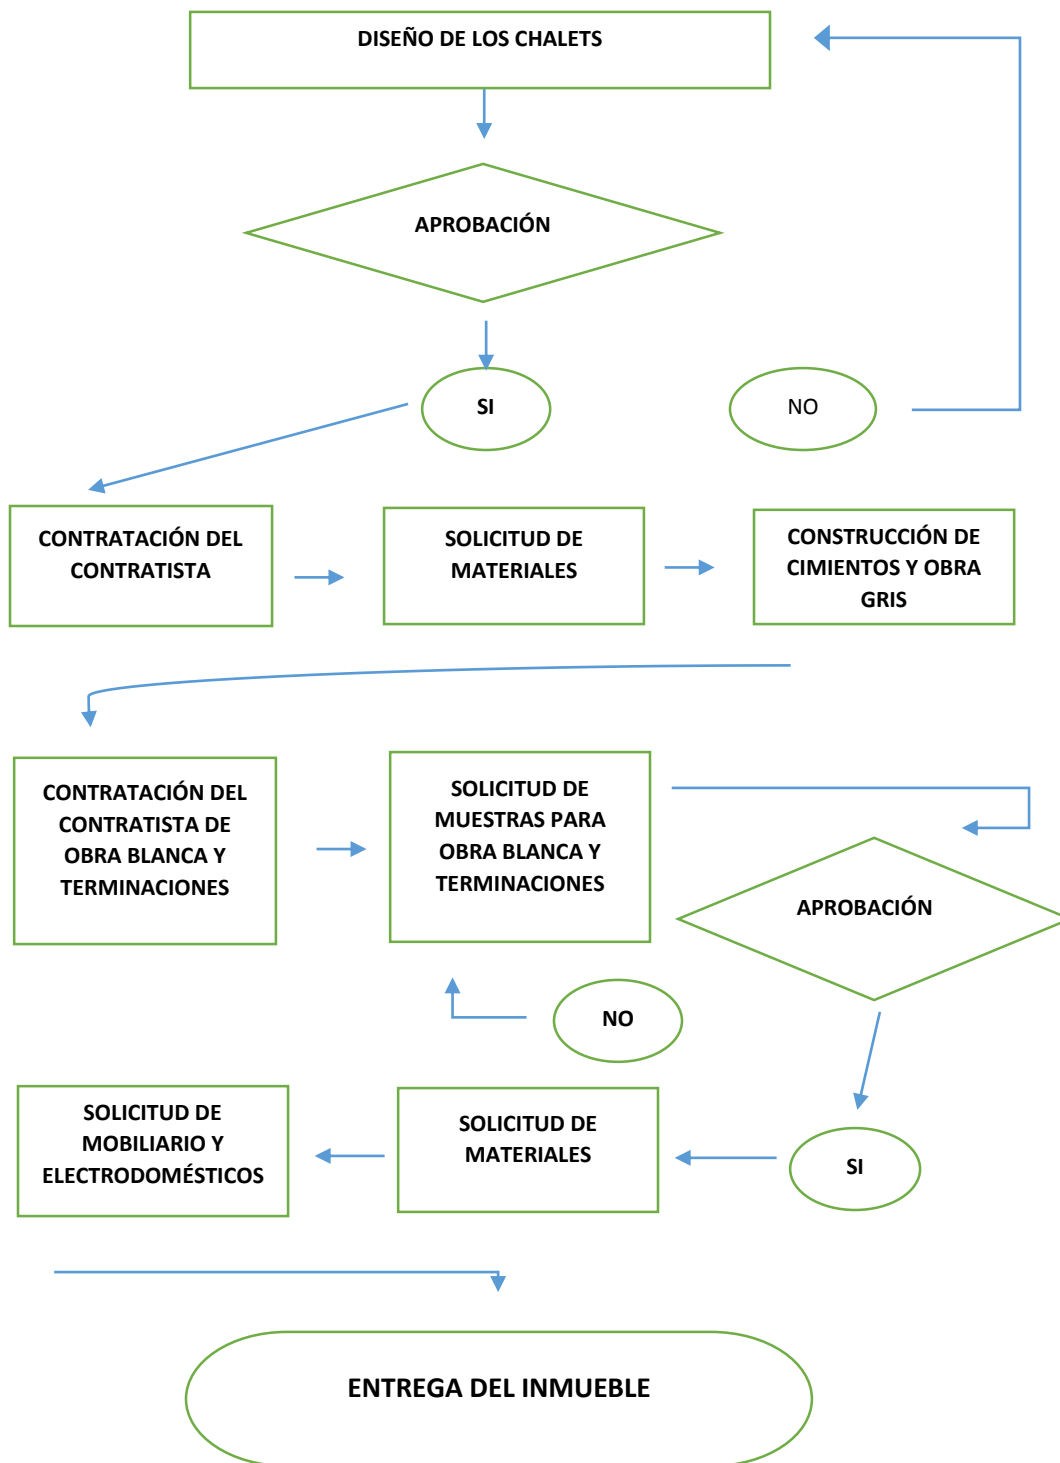 DISEÑO DE LOS CHALETS
APROBACIÓN
SI
NO
CONTRATACIÓN DEL
CONTRATISTA
SOLICITUD DE
MATERIALES
CONSTRUCCIÓN DE
CIMIENTOS Y OBRA
GRIS
CONTRATACIÓN DEL
CONTRATISTA DE
OBRA BLANCA Y
TERMINACIONES
SOLICITUD DE
MUESTRAS PARA
OBRA BLANCA Y
TERMINACIONES
APROBACIÓN
NO
SOLICITUD DE
MOBILIARIO Y
ELECTRODOMÉSTICOS
SOLICITUD DE
MATERIALES
SI
ENTREGA DEL INMUEBLE